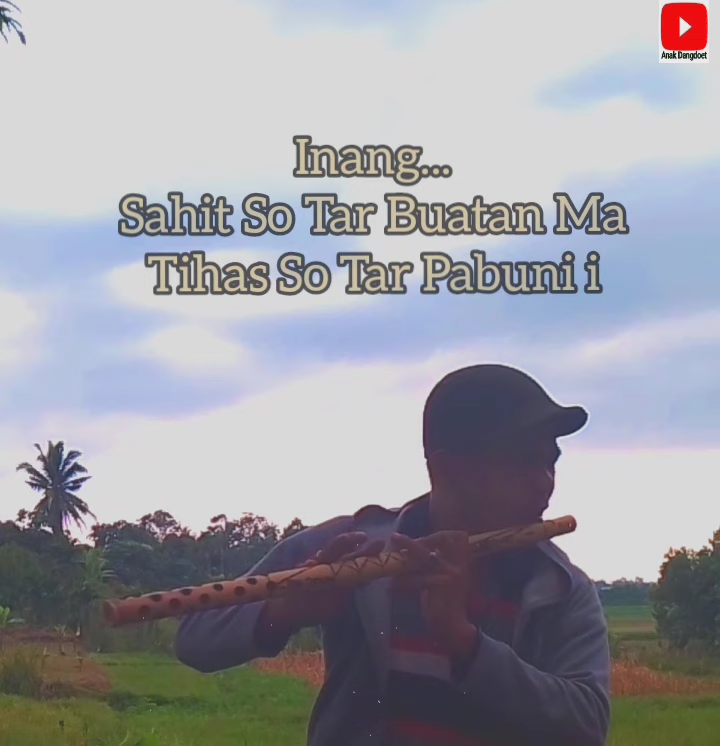 Anak Dangdoet
Inang...
Sahit So Tar Buatan Ma
Tihas So Tar Pabuni i